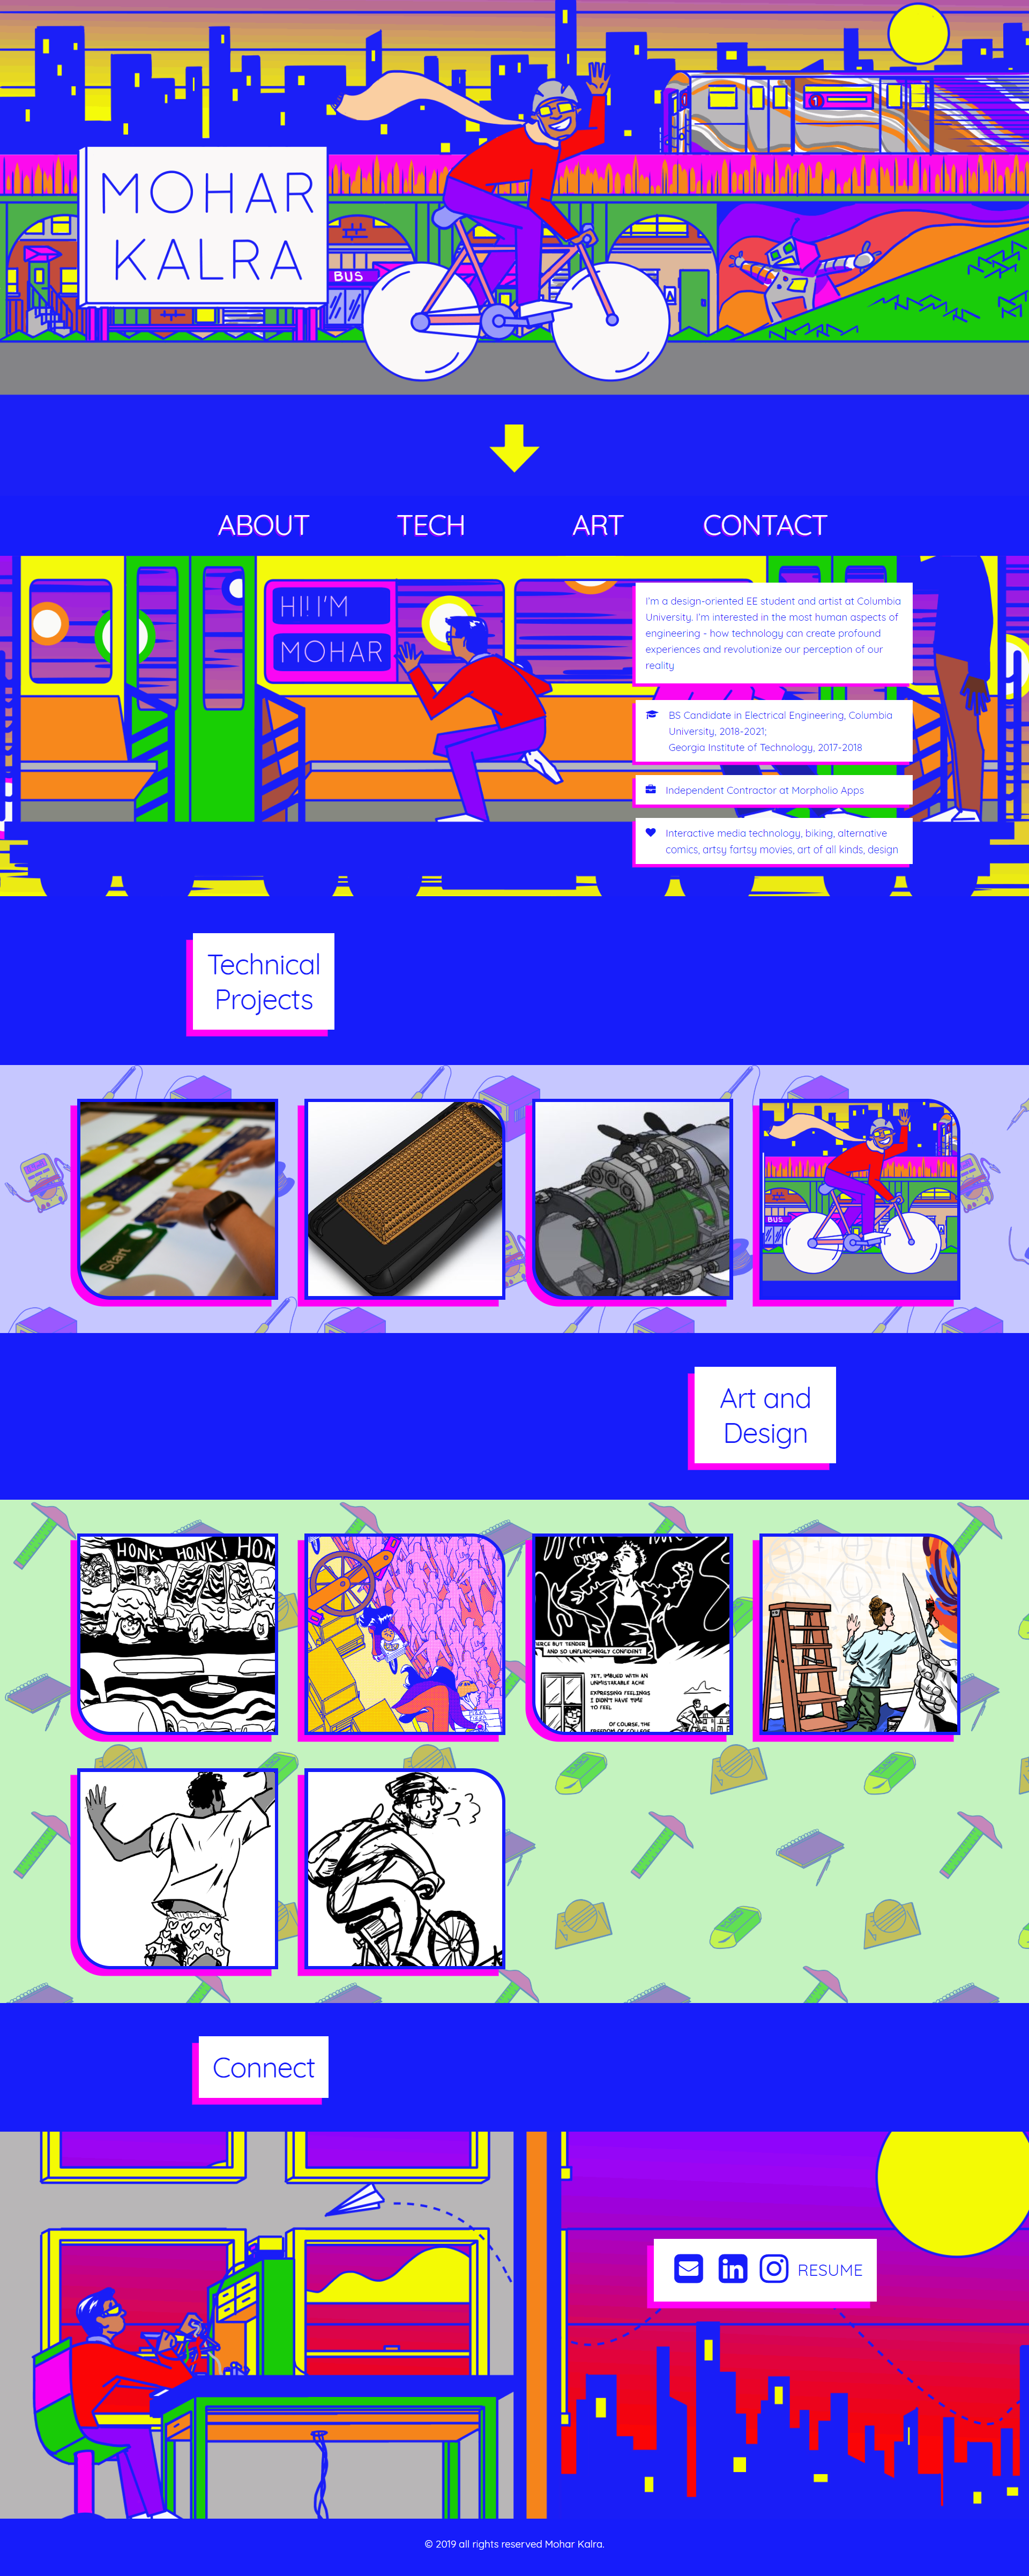 MOHAR
KALRA
BUS
ABOUT TECH ART CONTACT
HI! I'M
MOHAR
I'm a design-oriented EE student and artist at Columbia
University. I'm interested in the most human aspects of
engineering - how technology can create profound
experiences and revolutionize our perception of our
reality
BS Candidate in Electrical Engineering, Columbia
University, 2018-2021;
Georgia Institute of Technology, 2017-2018
Independent Contractor at Morpholio Apps
Interactive media technology, biking, alternative
comics, artsy fartsy movies, art of all kinds, design
Technical
Projects
Start
BUS
Art and
Design
HONK! HONK! HON
ERCE BUT TENDER
AND SO UNFLINCHINGLY CONFIDENT
YET, IMBUED WITH AN
UNMISTAKABLE ACHE
EXPRESSING FEELINGS
I DIDN'T HAVE TIME
TO FEEL
OF COURSE, THE
FREEDOM OF COLLEGE
Connect
RESUME
© 2019 all rights reserved Mohar Kalra.